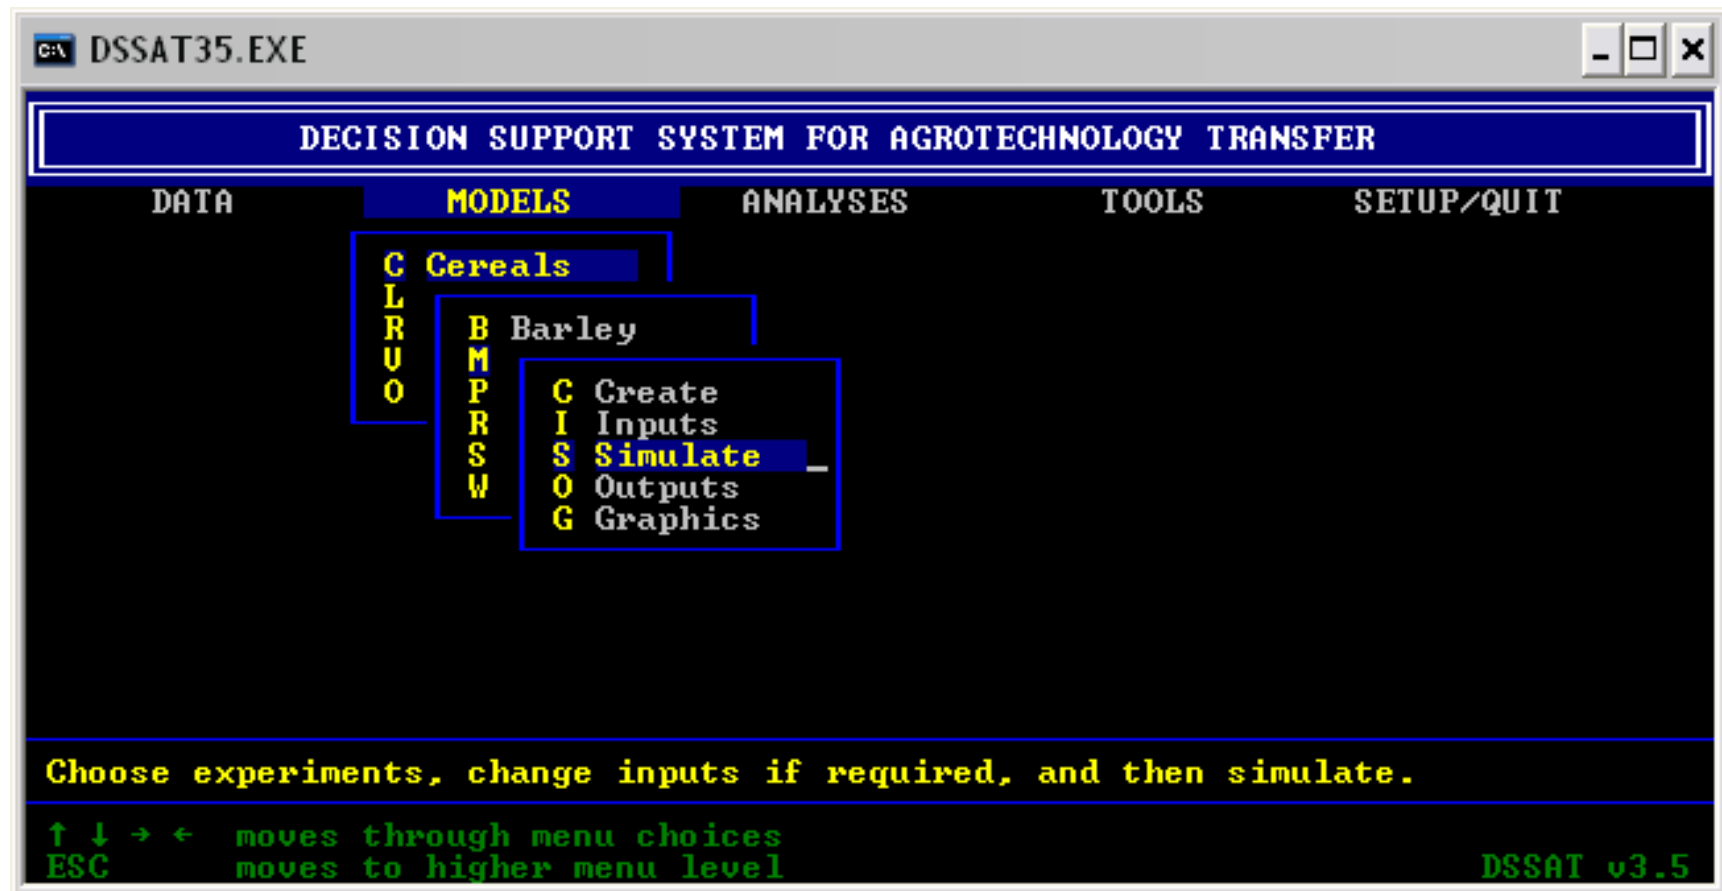 DSSAT35.EXE
DECISION SUPPORT SYSTEM FOR AGROTECHNOLOGY TRANSFER
DATA MODELS ANALYSES TOOLS SETUP/QUIT
C Cereals
L
R B Barley
U M
O P C Create
R I Inputs
S S Simulate _
W O Outputs
G Graphics
Choose experiments, change inputs if required, and then simulate.
↑ ↓ → ← moves through menu choices
ESC moves to higher menu level DSSAT v3.5